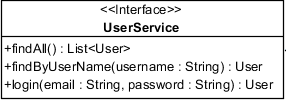 <<Interface>>
UserService
+findAll() : List<User>
+findByUserName(username : String) : User
+login(email : String, password : String) : User